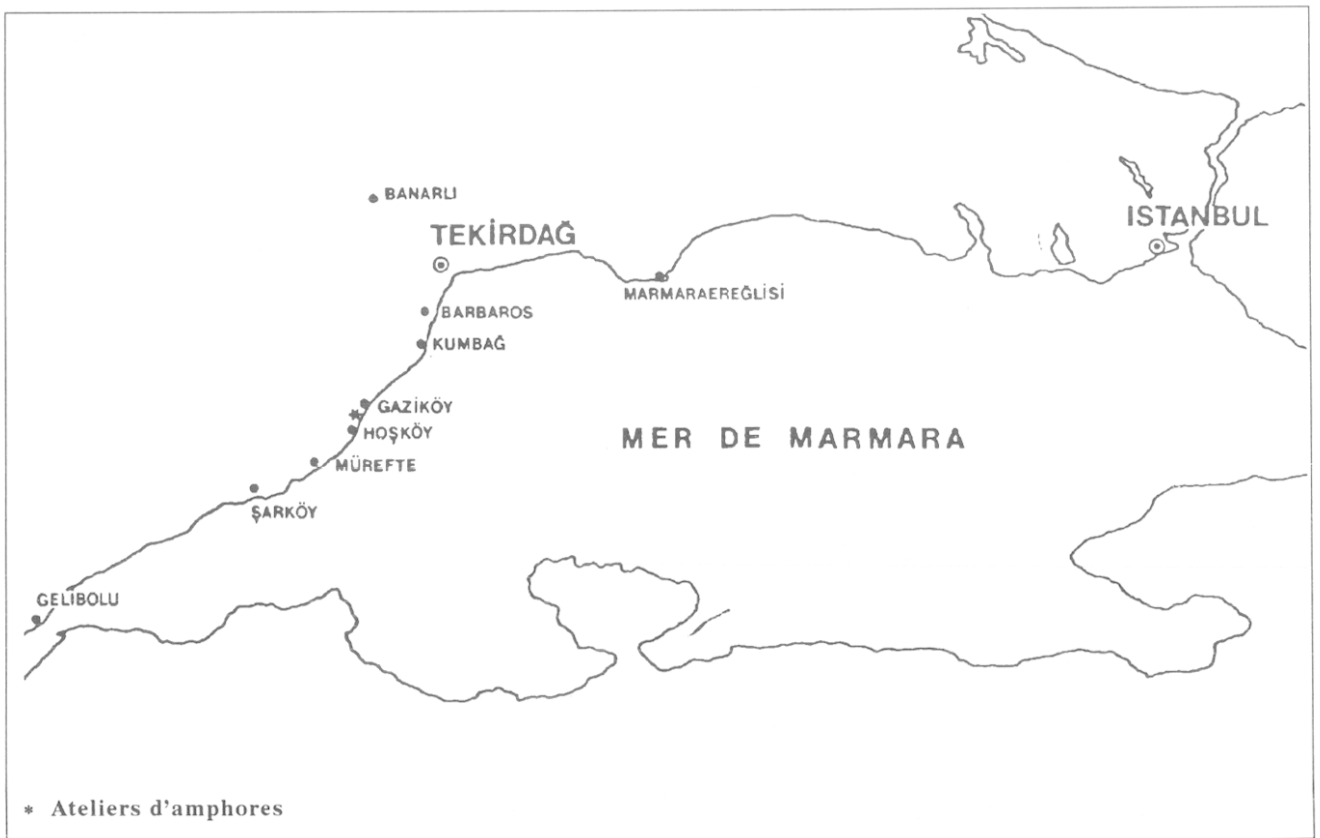 BANARLI
TEKİRDAĞ
ISTANBUL
MARMARAEREĞLİSİ
BARBAROS
KUMBAĞ
GAZİKÖY
HOŞKÖY
MER DE MARMARA
MÜREFTE
ŞARKÖY
GELİBOLU
* Ateliers d'amphores